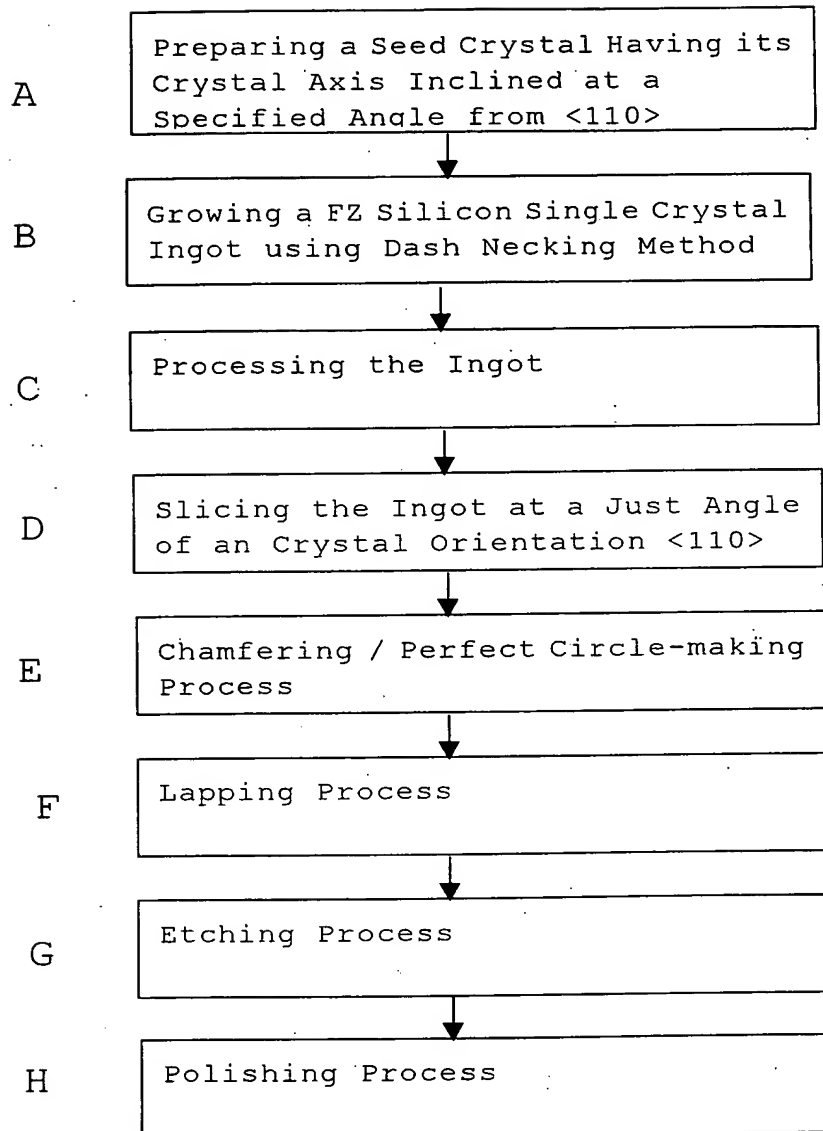 A
Preparing a Seed Crystal Having its
Crystal Axis Inclined at a
Specified Angle from <110>
B
Growing a FZ Silicon Single Crystal
Ingot using Dash Necking Method
C
Processing the Ingot
D
Slicing the Ingot at a Just Angle
of an Crystal Orientation <110>
E
Chamfering / Perfect Circle-making
Process
F
Lapping Process
G
Etching Process
H
Polishing Process